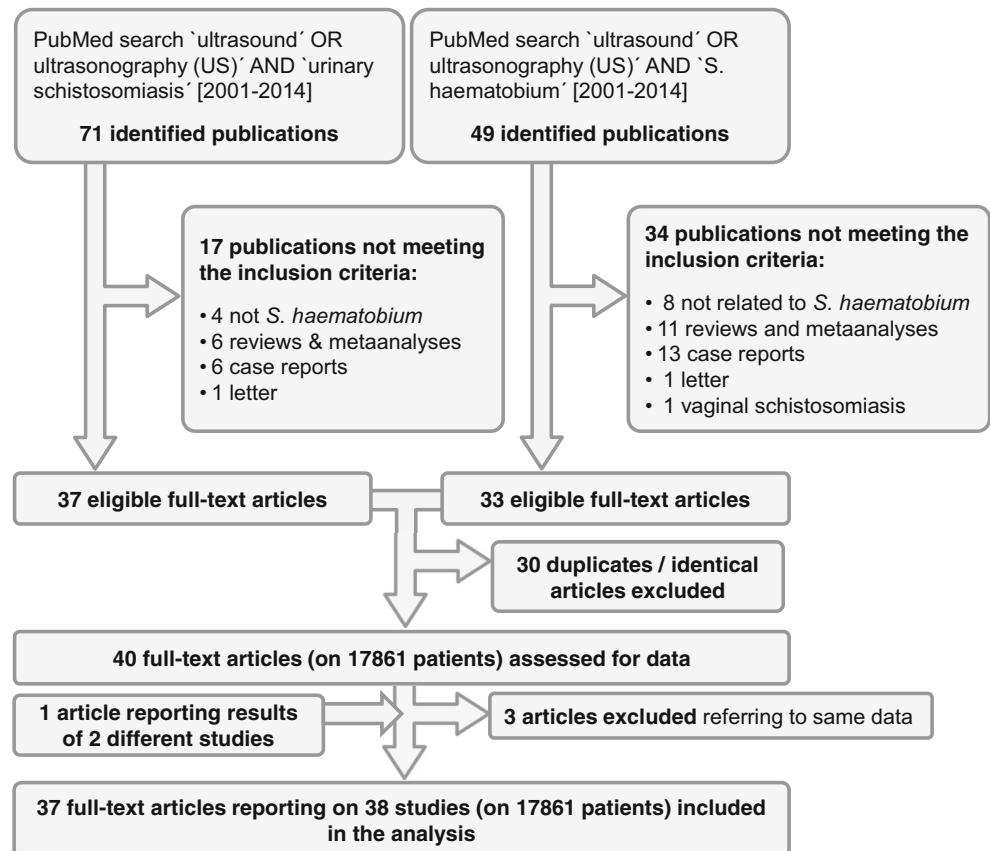 PubMed search `ultrasound´ OR
ultrasonography (US)´ AND `urinary
schistosomiasis´ [2001-2014]
71 identified publications
PubMed search `ultrasound´ OR
ultrasonography (US)´ AND `S.
haematobium´ [2001-2014]
49 identified publications
17 publications not meeting
the inclusion criteria:
• 4 not S. haematobium
• 6 reviews & metaanalyses
• 6 case reports
• 1 letter
34 publications not meeting the
inclusion criteria:
• 8 not related to S. haematobium
• 11 reviews and metaanalyses
• 13 case reports
• 1 letter
• 1 vaginal schistosomiasis
37 eligible full-text articles
33 eligible full-text articles
30 duplicates / identical
articles excluded
40 full-text articles (on 17861 patients) assessed for data
1 article reporting results
of 2 different studies
3 articles excluded referring to same data
37 full-text articles reporting on 38 studies (on 17861 patients) included
in the analysis